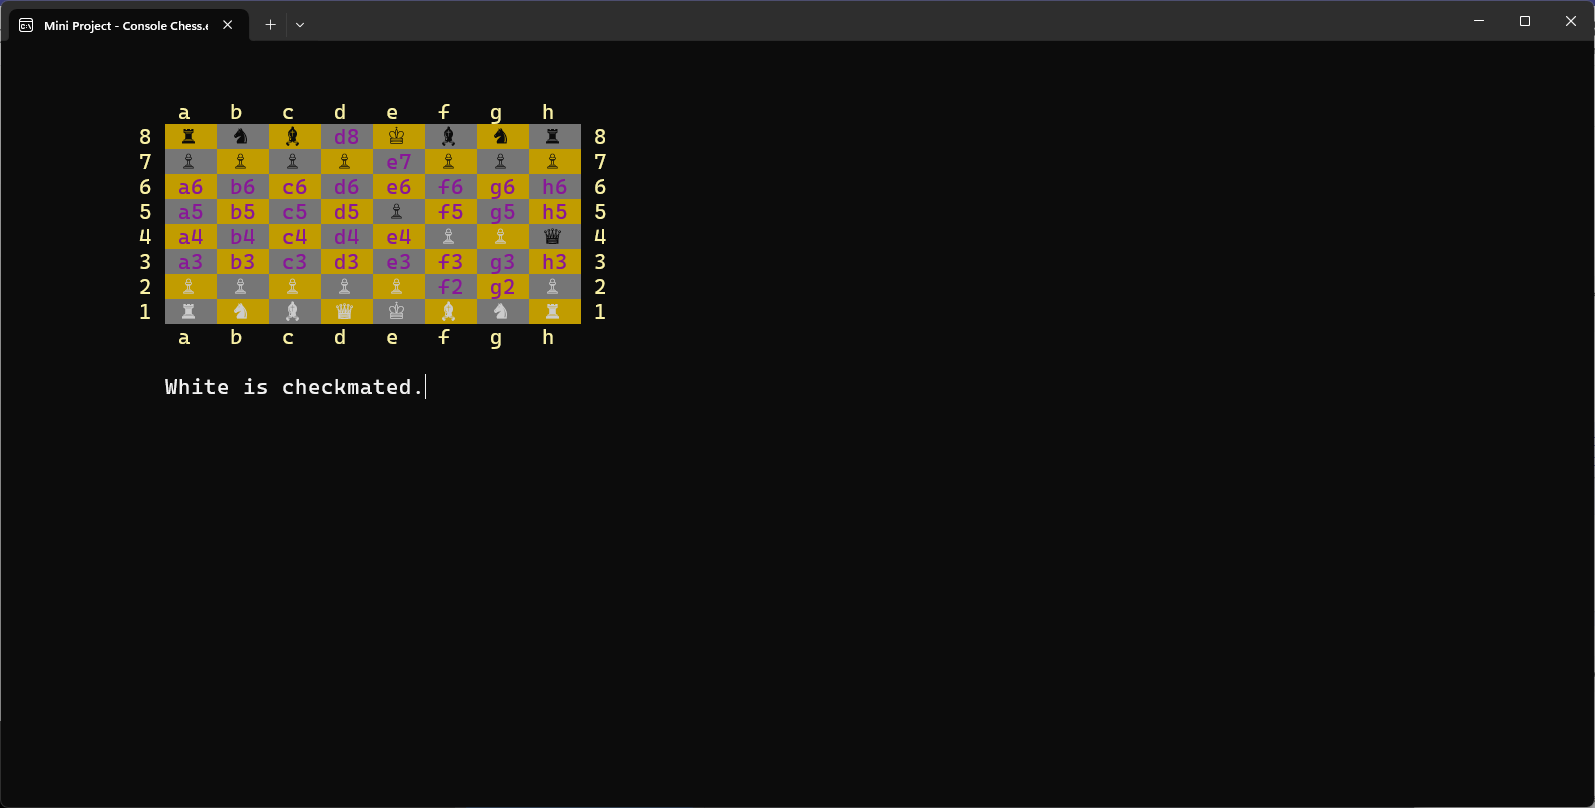 Mini Project - Console Chess.e
a b c d e f g h
8 ♜ ♞ ♝ d8 ♔ ♝ ♞ ♜ 8
7 ♙ ♙ ♙ ♙ e7 ♙ ♙ ♙ 7
6 a6 b6 c6 d6 e6 f6 g6 h6 6
5 a5 b5 c5 d5 ♙ f5 g5 h5 5
4 a4 b4 c4 d4 e4 ♙ ♙ ♛ 4
3 a3 b3 c3 d3 e3 f3 g3 h3 3
2 ♙ ♙ ♙ ♙ ♙ f2 g2 ♙ 2
1 ♜ ♞ ♝ ♛ ♔ ♝ ♞ ♜ 1
a b c d e f g h
White is checkmated.